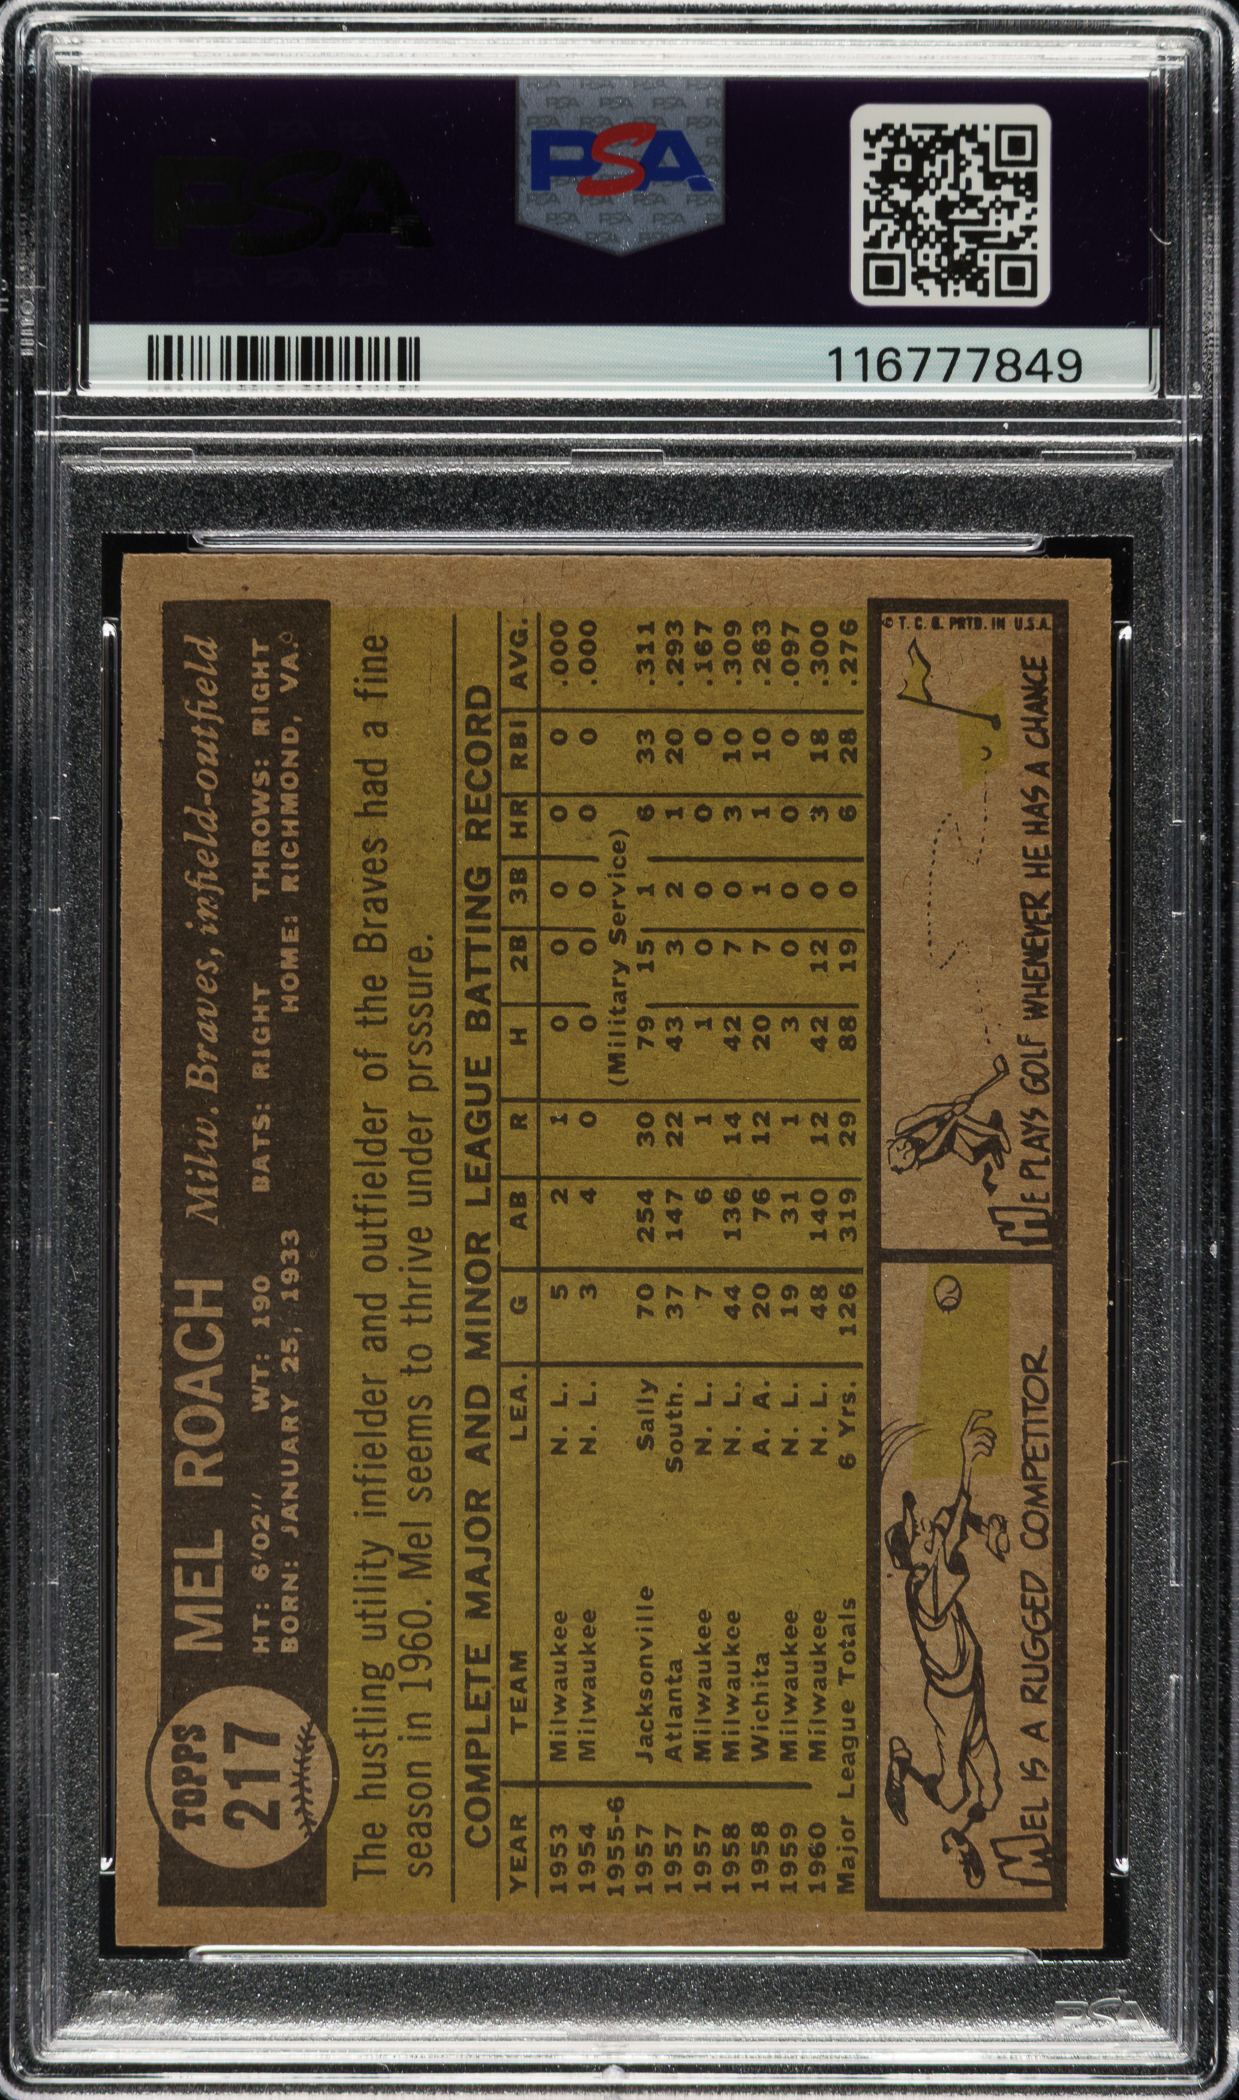 PSA
PSA
116777849
TOPPS
217
MEL ROACH Milw. Braves, infield-outfield
HT: 6'02'' WT: 190 BATS: RIGHT THROWS: RIGHT
BORN: JANUARY 25, 1933 HOME: RICHMOND, VA.
The hustling utility infielder and outfielder of the Braves had a fine
season in 1960. Mel seems to thrive under prsssure.
COMPLETE MAJOR AND MINOR LEAGUE BATTING RECORD
YEAR TEAM LEA. G AB R H 2B 3B HR RBI AVG.
1953 Milwaukee N. L. 5 2 1 0 0 0 0 0 .000
1954 Milwaukee N. L. 3 4 0 0 0 0 0 0 .000
1955-6 (Military Service)
1957 Jacksonville Sally 70 254 30 79 15 1 6 33 .311
1957 Atlanta South. 37 147 22 43 3 2 1 20 .293
1957 Milwaukee N. L. 7 6 1 1 0 0 0 0 .167
1958 Milwaukee N. L. 44 136 14 42 7 0 3 10 .309
1958 Wichita A. A. 20 76 12 20 7 1 1 10 .263
1959 Milwaukee N. L. 19 31 1 3 0 0 0 0 .097
1960 Milwaukee N. L. 48 140 12 42 12 0 3 18 .300
Major League Totals 6 Yrs. 126 319 29 88 19 0 6 28 .276
MEL IS A RUGGED COMPETITOR
HE PLAYS GOLF WHENEVER HE HAS A CHANCE
© T. C. G. PRTD. IN U.S.A.
PSA